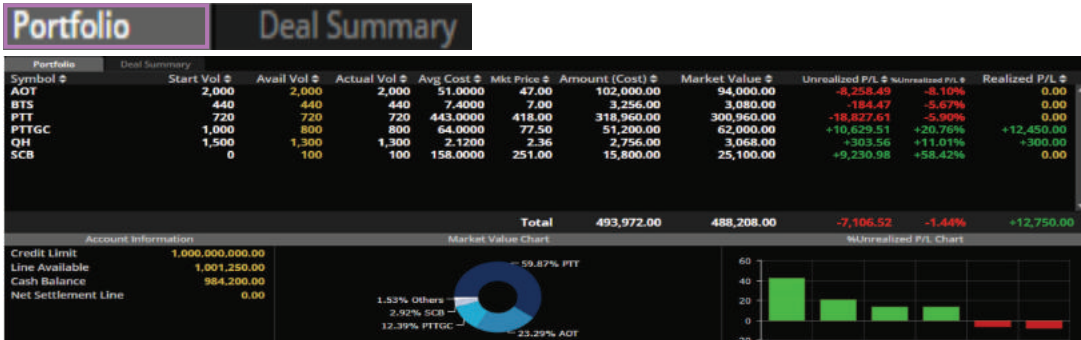 Portfolio Deal Summary
Portfolio Deal Summary
Symbol Start Vol Avail Vol Actual Vol Avg Cost Mkt Price Amount (Cost) Market Value Unrealized P/L %Unrealized P/L Realized P/L
AOT 2,000 2,000 2,000 51.0000 47.00 102,000.00 94,000.00 -8,258.49 -8.10% 0.00
BTS 440 440 440 7.4000 7.00 3,256.00 3,080.00 -184.47 -5.67% 0.00
PTT 720 720 720 443.0000 418.00 318,960.00 300,960.00 -18,827.61 -5.90% 0.00
PTTGC 1,000 800 800 64.0000 77.50 51,200.00 62,000.00 +10,629.51 +20.76% +12,450.00
QH 1,500 1,300 1,300 2.1200 2.36 2,756.00 3,068.00 +303.56 +11.01% +300.00
SCB 0 100 100 158.0000 251.00 15,800.00 25,100.00 +9,230.98 +58.42% 0.00
Total 493,972.00 488,208.00 -7,106.52 -1.44% +12,750.00
Account Information Market Value Chart %Unrealized P/L Chart
Credit Limit 1,000,000,000.00
Line Available 1,001,250.00
Cash Balance 984,200.00
Net Settlement Line 0.00
59.87% PTT
1.53% Others
2.92% SCB
12.39% PTTGC
23.29% AOT
60
40
20
0